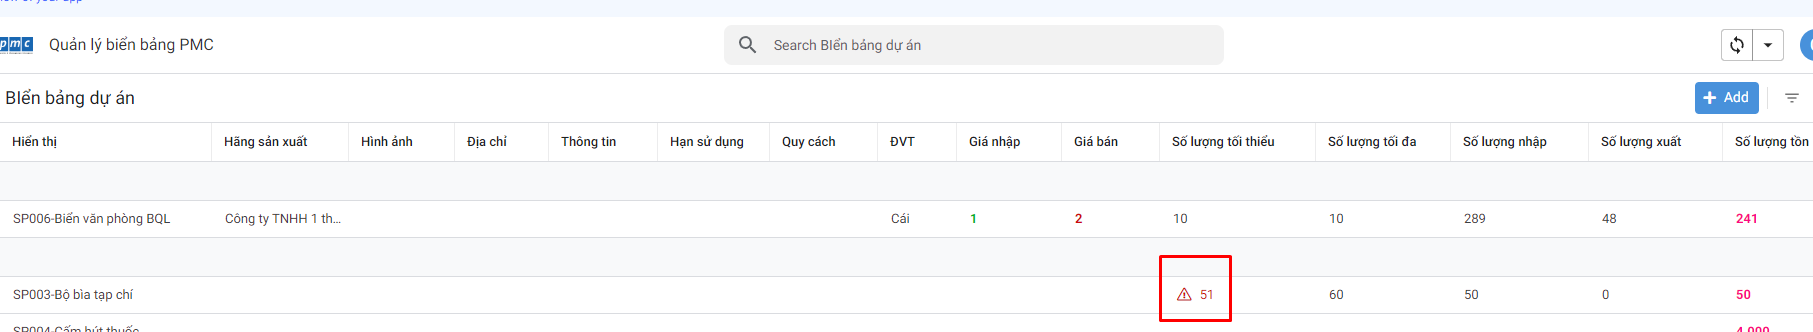 pmc Quản lý biển bảng PMC Search BIển bảng dự án
BIển bảng dự án + Add
Hiển thị Hãng sản xuất Hình ảnh Địa chỉ Thông tin Hạn sử dụng Quy cách ĐVT Giá nhập Giá bán Số lượng tối thiểu Số lượng tối đa Số lượng nhập Số lượng xuất Số lượng tồn
SP006-Biển văn phòng BQL Công ty TNHH 1 th... Cái 1 2 10 10 289 48 241
SP003-Bộ bìa tạp chí 51 60 50 0 50
SP004-Cấm hút thuốc 4,000